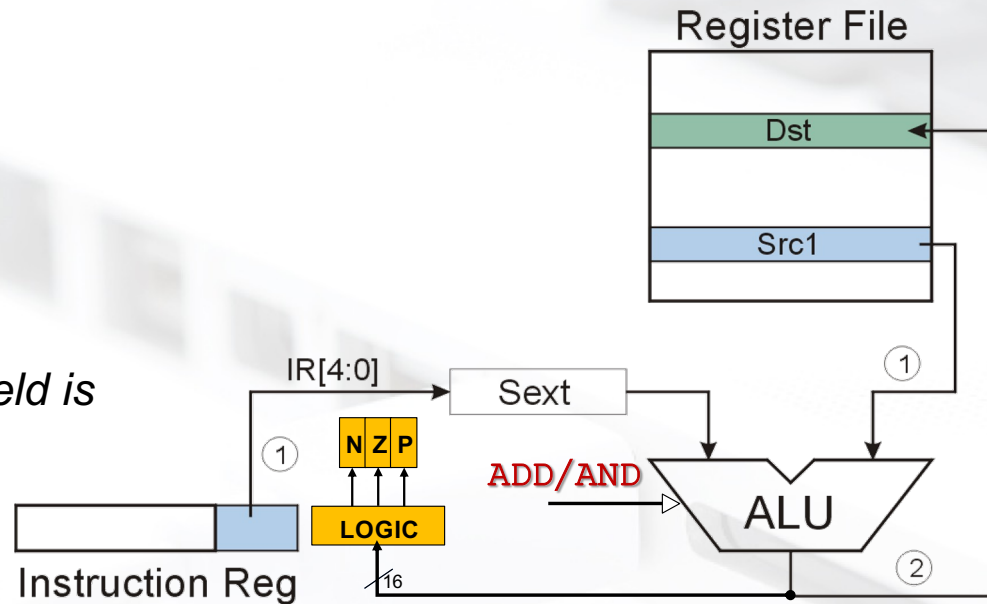 Register File
Dst
Src1
1
IR[4:0]
Sext
eld is
1
N Z P
ADD/AND
ALU
LOGIC
2
16
Instruction Reg